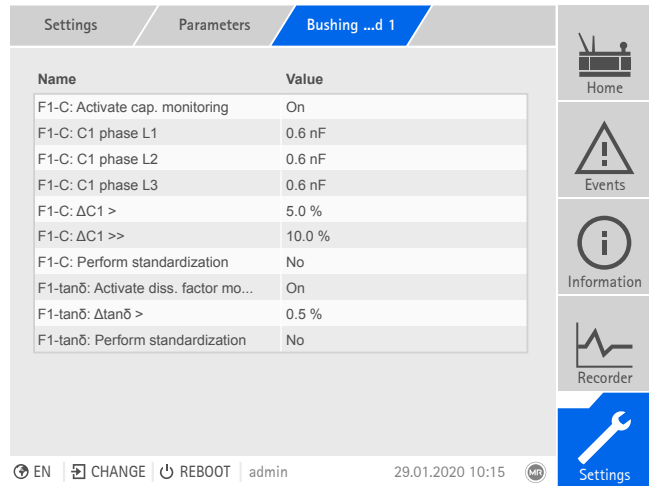 Settings Parameters Bushing ...d 1
Name Value
F1-C: Activate cap. monitoring On
F1-C: C1 phase L1 0.6 nF
F1-C: C1 phase L2 0.6 nF
F1-C: C1 phase L3 0.6 nF
F1-C: ΔC1 > 5.0 %
F1-C: ΔC1 >> 10.0 %
F1-C: Perform standardization No
F1-tanδ: Activate diss. factor mo... On
F1-tanδ: Δtanδ > 0.5 %
F1-tanδ: Perform standardization No
Home
Events
Information
Recorder
Settings
EN CHANGE REBOOT admin 29.01.2020 10:15 MR